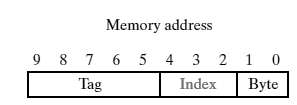 Memory address
9 8 7 6 5 4 3 2 1 0
Tag Index Byte